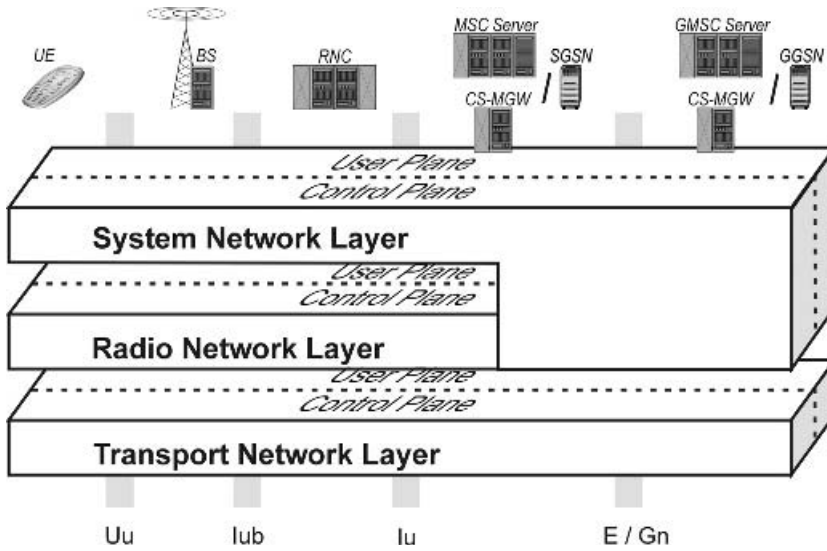 MSC Server
GMSC Server
UE
BS
RNC
SGSN
GGSN
/
/
CS-MGW
CS-MGW
User Plane
Control Plane
System Network Layer
User Plane
Control Plane
Radio Network Layer
User Plane
Control Plane
Transport Network Layer
Uu
Iub
Iu
E / Gn